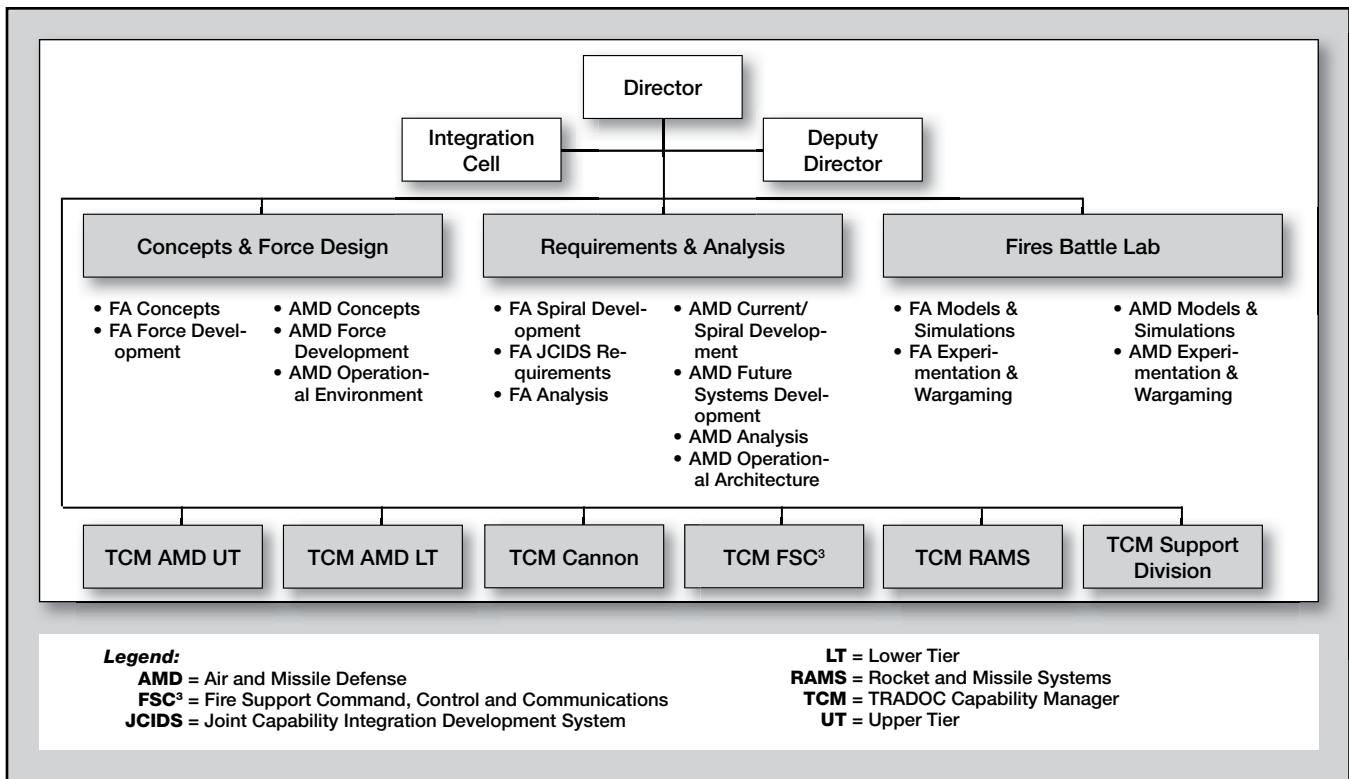 Director
Integration
Cell
Deputy
Director
Concepts & Force Design
• FA Concepts
• FA Force Devel-
opment
• AMD Concepts
• AMD Force
Development
• AMD Operation-
al Environment
Requirements & Analysis
• FA Spiral Devel-
opment
• FA JCIDS Re-
quirements
• FA Analysis
• AMD Current/
Spiral Develop-
ment
• AMD Future
Systems Devel-
opment
• AMD Analysis
• AMD Operation-
al Architecture
Fires Battle Lab
• FA Models &
Simulations
• FA Experi-
mentation &
Wargaming
• AMD Models &
Simulations
• AMD Experi-
mentation &
Wargaming
TCM AMD UT
TCM AMD LT
TCM Cannon
TCM FSC³
TCM RAMS
TCM Support
Division
Legend:
AMD = Air and Missile Defense
FSC³ = Fire Support Command, Control and Communications
JCIDS = Joint Capability Integration Development System
LT = Lower Tier
RAMS = Rocket and Missile Systems
TCM = TRADOC Capability Manager
UT = Upper Tier